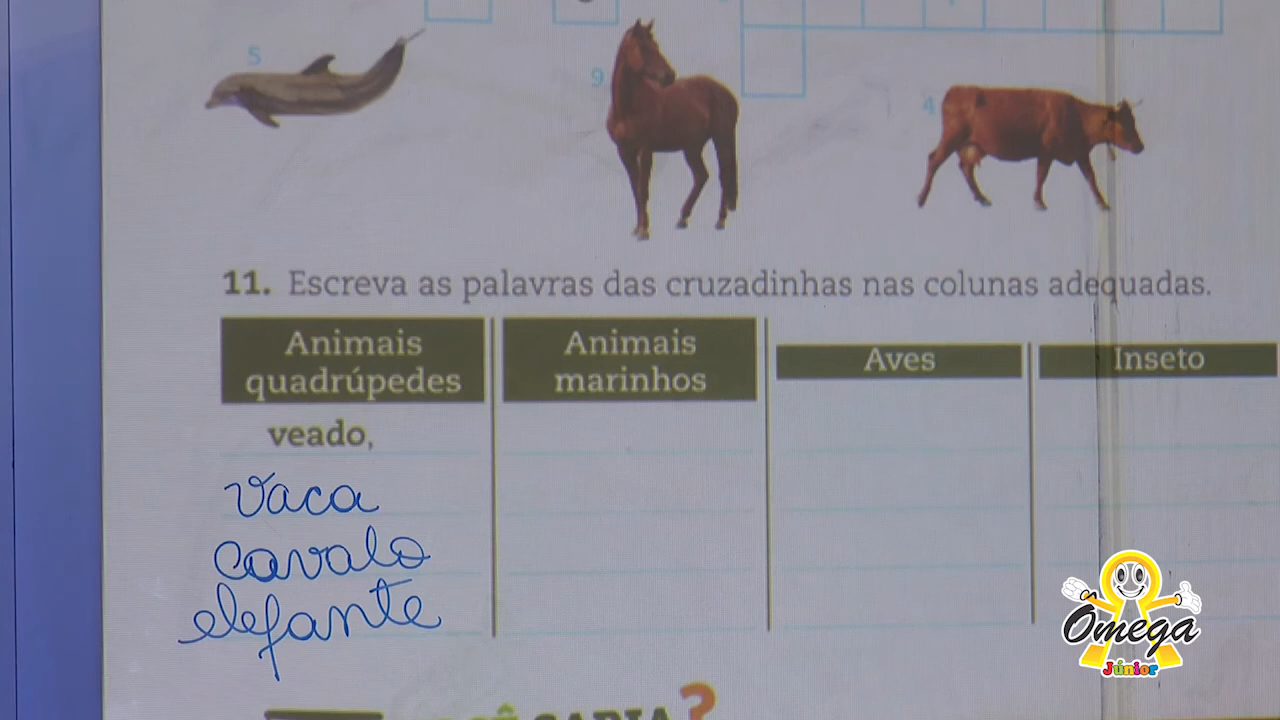 5
9
4
11. Escreva as palavras das cruzadinhas nas colunas adequadas.
Animais quadrúpedes
Animais marinhos
Aves
Inseto
veado,
vaca
cavalo
elefante
Ômega
Júnior
?